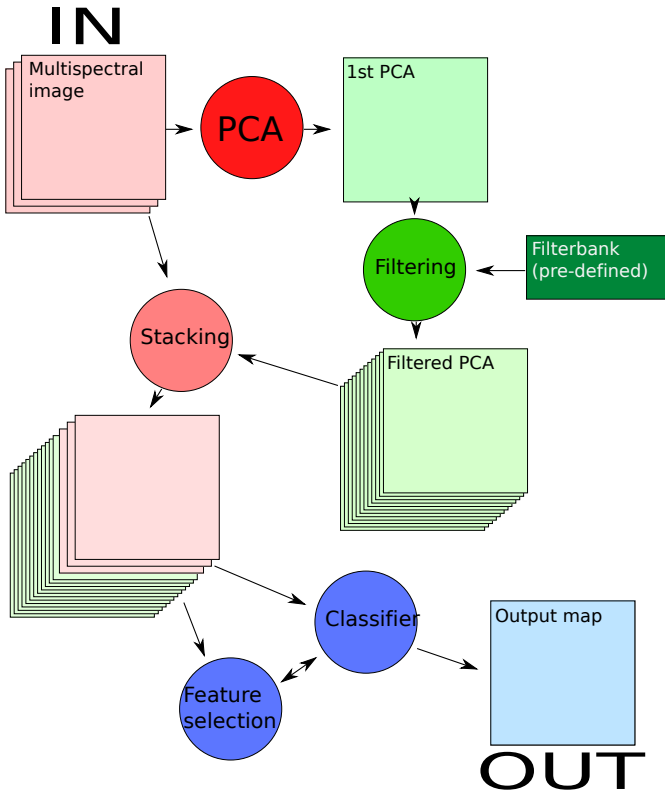 IN
Multispectral
image
PCA
1st PCA
Filtering
Filterbank
(pre-defined)
Stacking
Filtered PCA
Classifier
Output map
Feature
selection
OUT